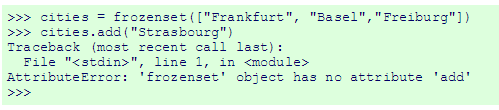 >>> cities = frozenset(["Frankfurt", "Basel","Freiburg"])
>>> cities.add("Strasbourg")
Traceback (most recent call last):
  File "<stdin>", line 1, in <module>
AttributeError: 'frozenset' object has no attribute 'add'
>>>